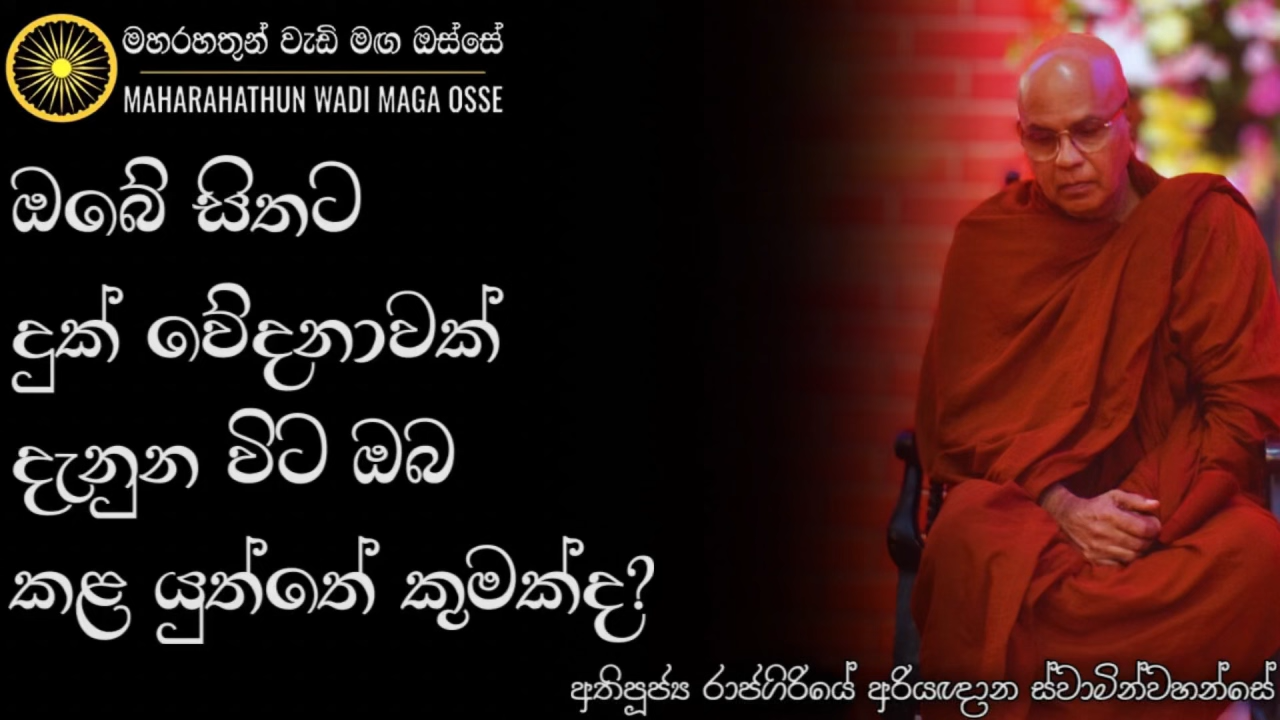 මහරහතුන් වැඩි මඟ ඔස්සේ
MAHARAHATHUN WADI MAGA OSSE
ඔබේ සිතට
දුක් වේදනාවක්
දැනුන විට ඔබ
කළ යුත්තේ කුමක්ද?
අතිපූජ්‍ය රාජගිරියේ අරියඥාන ස්වාමින්වහන්සේ